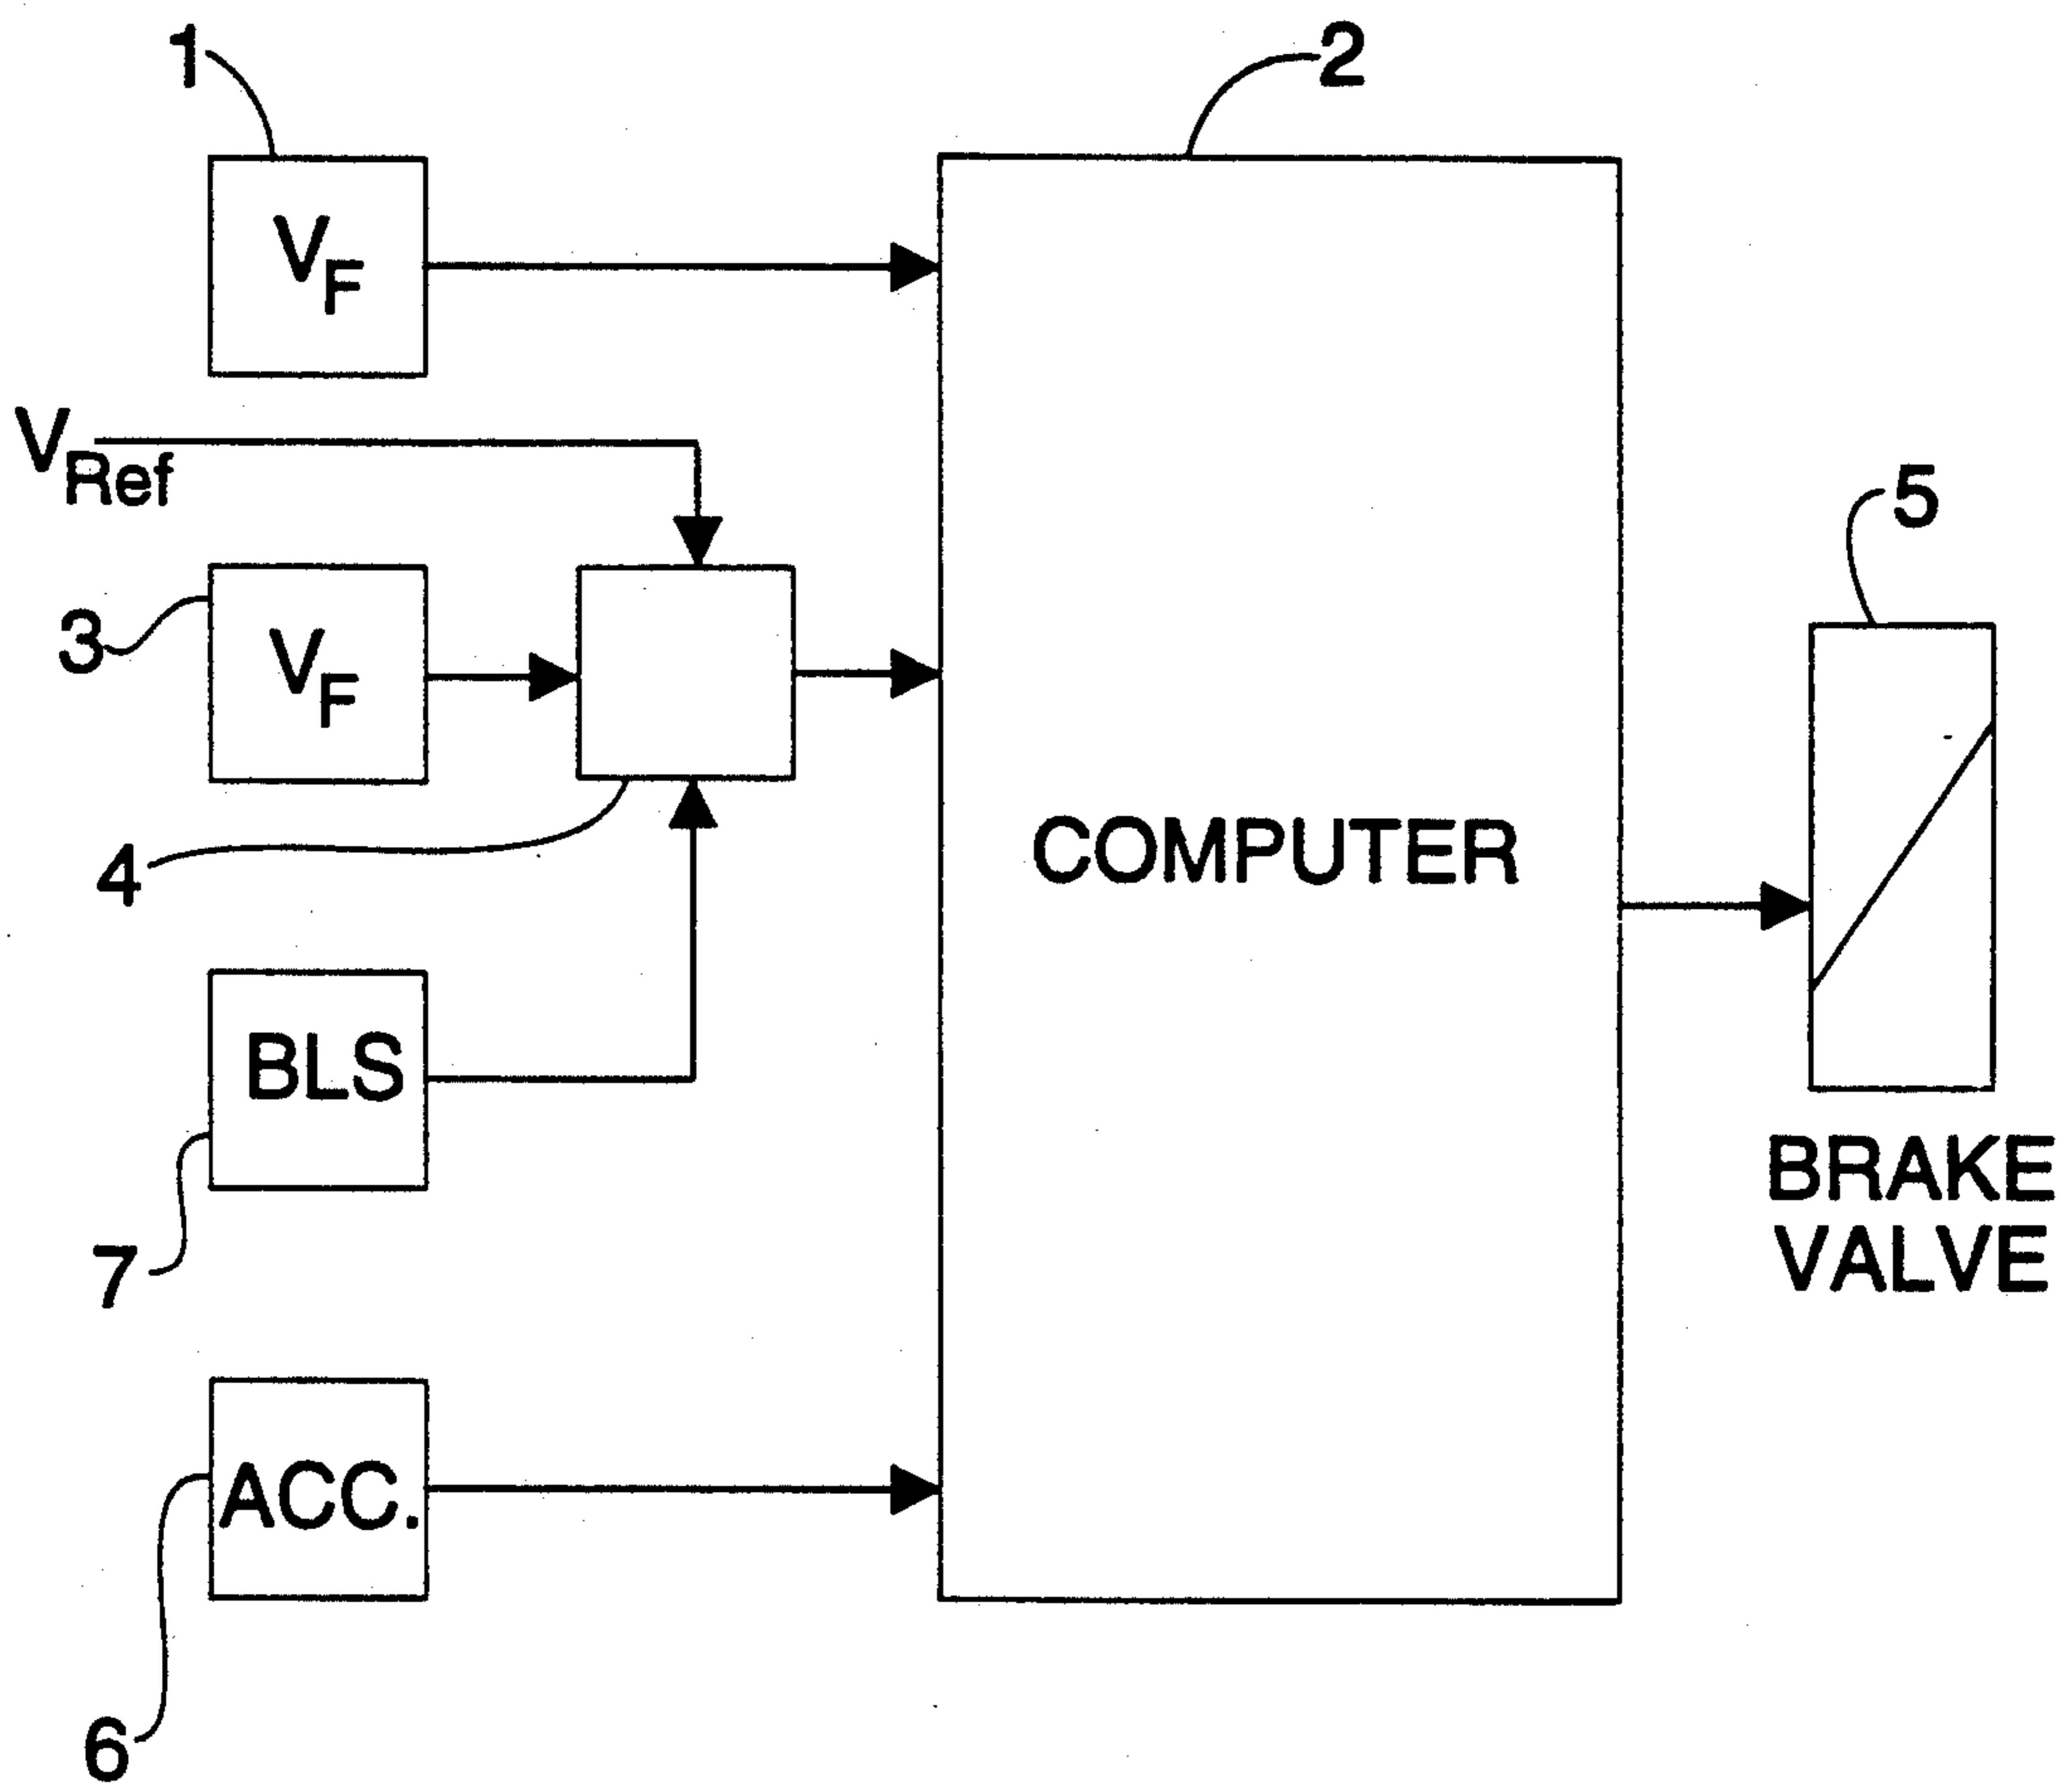 1
2
VF
VRef
5
3
VF
COMPUTER
4
BLS
BRAKE
VALVE
7
ACC.
6